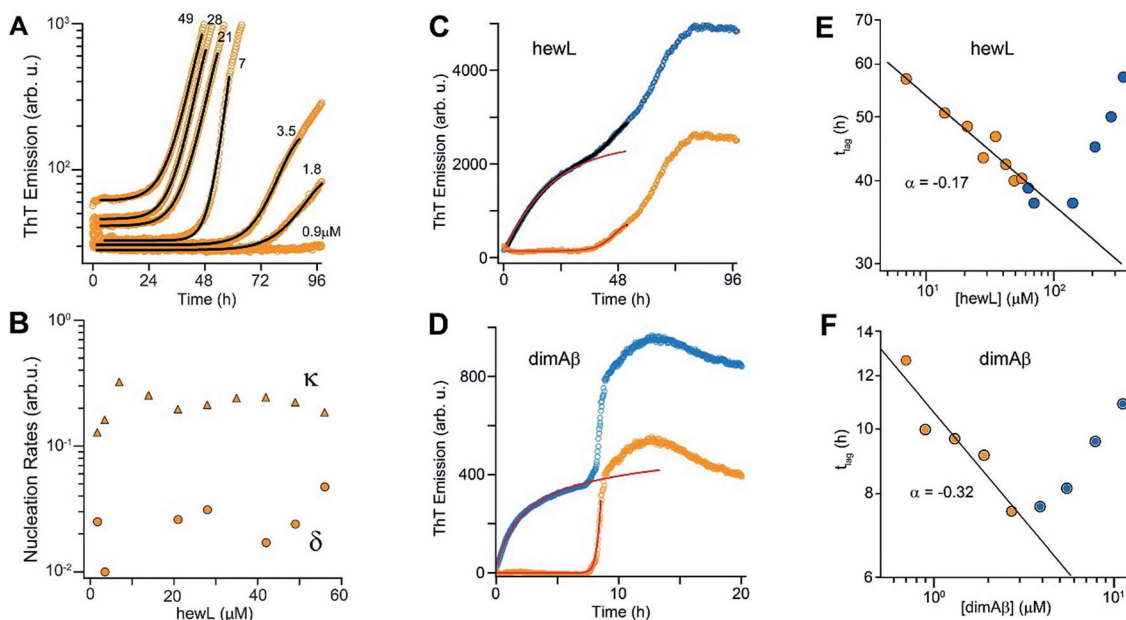 A
10³
10²
ThT Emission (arb. u.)
49
28
21
7
3.5
1.8
0.9μM
0
24
48
72
96
Time (h)
B
10⁰
10⁻¹
10⁻²
Nucleation Rates (arb.u.)
κ
δ
0
20
40
60
hewL (μM)
C
hewL
4000
2000
0
ThT Emission (arb. u.)
0
48
96
Time (h)
D
dimAβ
800
400
0
ThT Emission (arb. u.)
0
10
20
Time (h)
E
hewL
50
40
30
t_lag (h)
α = -0.17
10¹
10²
[hewL] (μM)
F
dimAβ
14
12
10
8
6
t_lag (h)
α = -0.32
10⁰
10¹
[dimAβ] (μM)